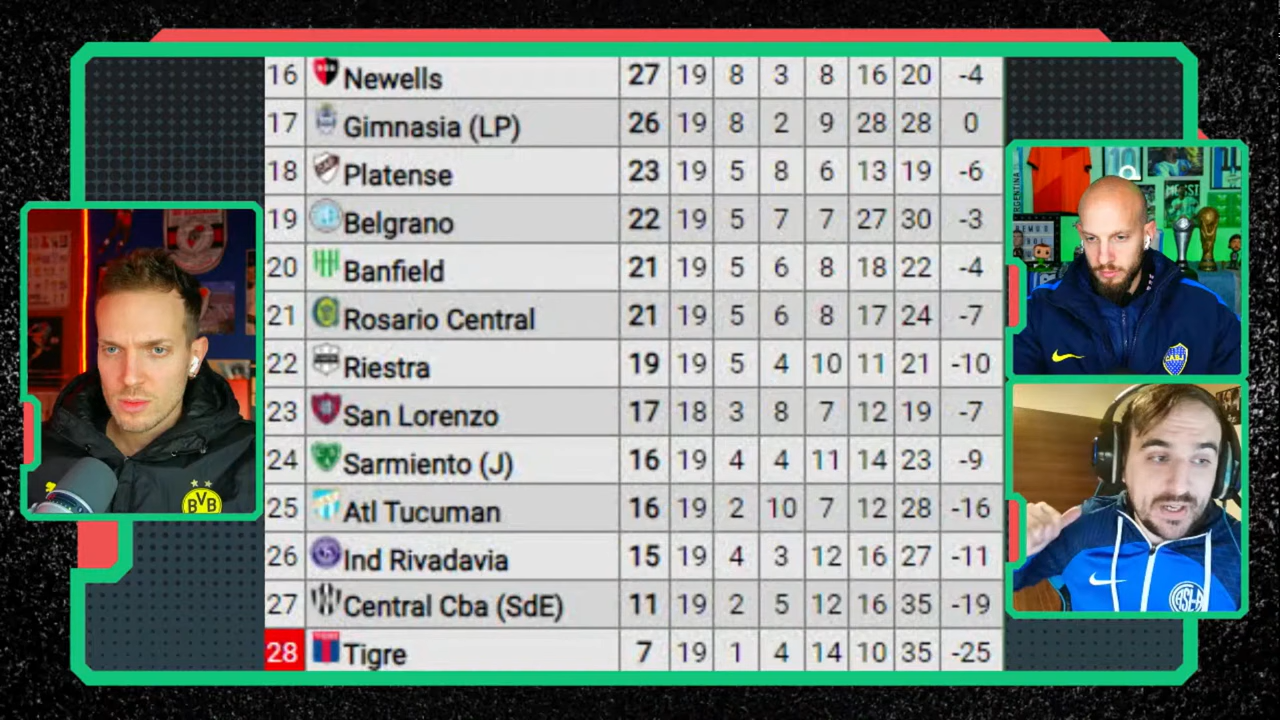 16 Newells 27 19 8 3 8 16 20 -4
17 Gimnasia (LP) 26 19 8 2 9 28 28 0
18 Platense 23 19 5 8 6 13 19 -6
19 Belgrano 22 19 5 7 7 27 30 -3
20 Banfield 21 19 5 6 8 18 22 -4
21 Rosario Central 21 19 5 6 8 17 24 -7
22 Riestra 19 19 5 4 10 11 21 -10
23 San Lorenzo 17 18 3 8 7 12 19 -7
24 Sarmiento (J) 16 19 4 4 11 14 23 -9
25 Atl Tucuman 16 19 2 10 7 12 28 -16
26 Ind Rivadavia 15 19 4 3 12 16 27 -11
27 Central Cba (SdE) 11 19 2 5 12 16 35 -19
28 Tigre 7 19 1 4 14 10 35 -25
BVB
ARGENTINA
MESSI
CABJ
CASLA